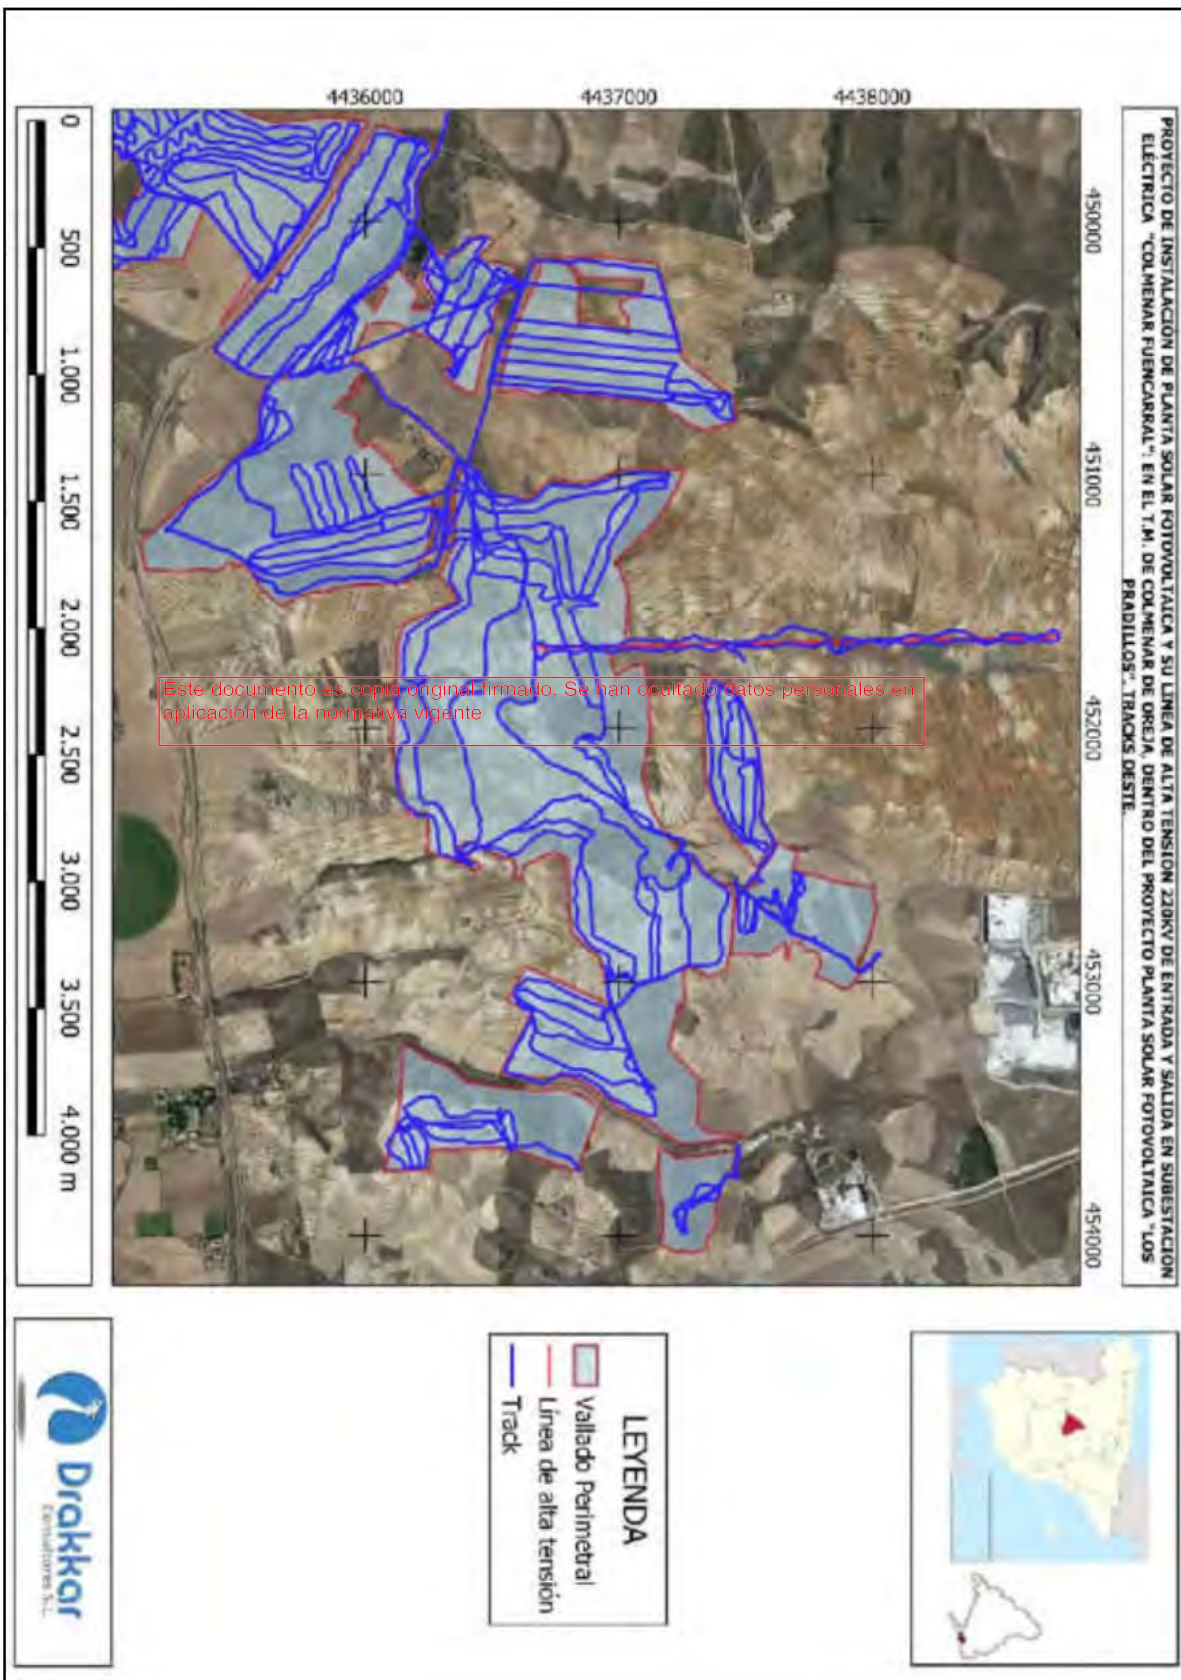 PROYECTO DE INSTALACIÓN DE PLANTA SOLAR FOTOVOLTAICA Y SU LÍNEA DE ALTA TENSIÓN 220KV DE ENTRADA Y SALIDA EN SUBESTACIÓN
ELÉCTRICA "COLMENAR FUENCARRAL": EN EL T.M. DE COLMENAR DE OREJA, DENTRO DEL PROYECTO PLANTA SOLAR FOTOVOLTAICA "LOS
PRADILLOS". TRACKS OESTE.
450000
451000
452000
453000
454000
4438000
4437000
4436000
Este documento es copia original firmado. Se han ocultado datos personales en
aplicación de la normativa vigente
0
500
1.000
1.500
2.000
2.500
3.000
3.500
4.000 m
LEYENDA
Vallado Perimetral
Línea de alta tensión
Track
Drakkar
Consultores S.L.